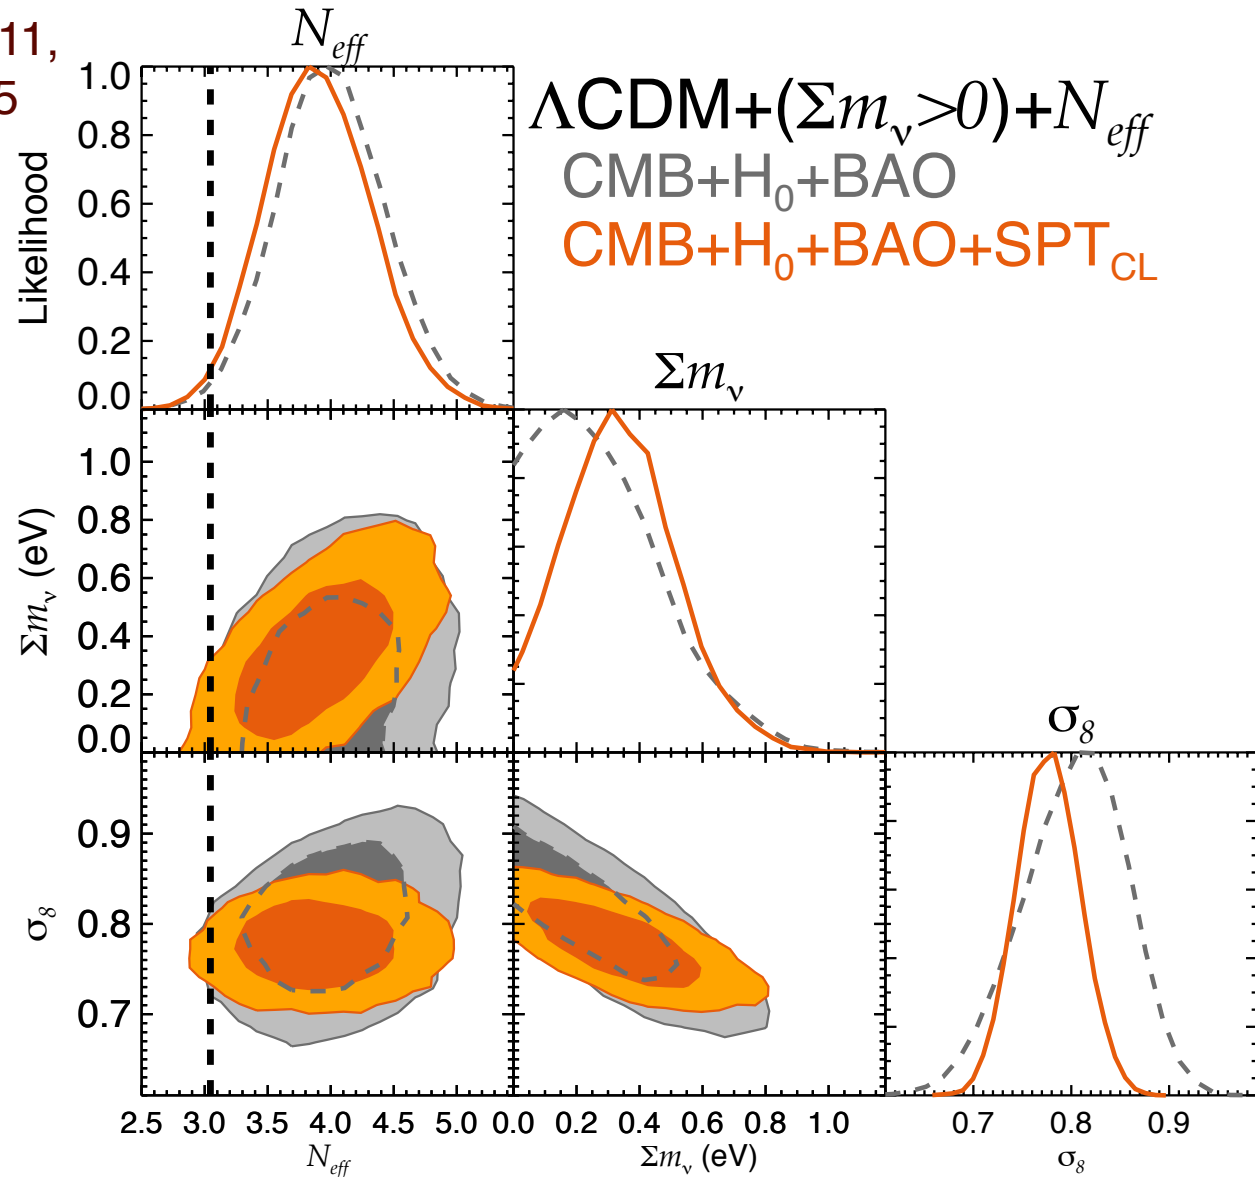 11,
5
N_eff
ΛCDM+(Σm_ν>0)+N_eff
CMB+H_0+BAO
CMB+H_0+BAO+SPT_CL
Likelihood
1.0
0.8
0.6
0.4
0.2
0.0
Σm_ν
Σm_ν (eV)
1.0
0.8
0.6
0.4
0.2
0.0
σ_8
σ_8
0.9
0.8
0.7
2.5 3.0 3.5 4.0 4.5 5.0 0.0 0.2 0.4 0.6 0.8 1.0 0.7 0.8 0.9
N_eff Σm_ν (eV) σ_8